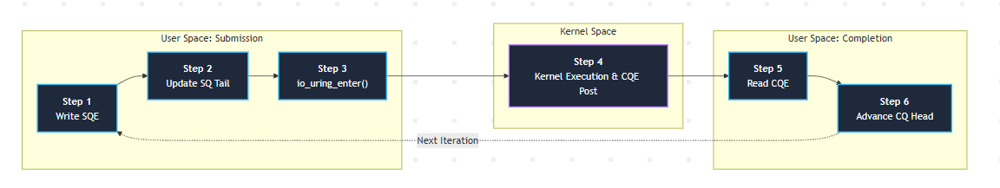 User Space: Submission
Step 1
Write SQE
Step 2
Update SQ Tail
Step 3
io_uring_enter()
Kernel Space
Step 4
Kernel Execution & CQE
Post
User Space: Completion
Step 5
Read CQE
Step 6
Advance CQ Head
Next Iteration